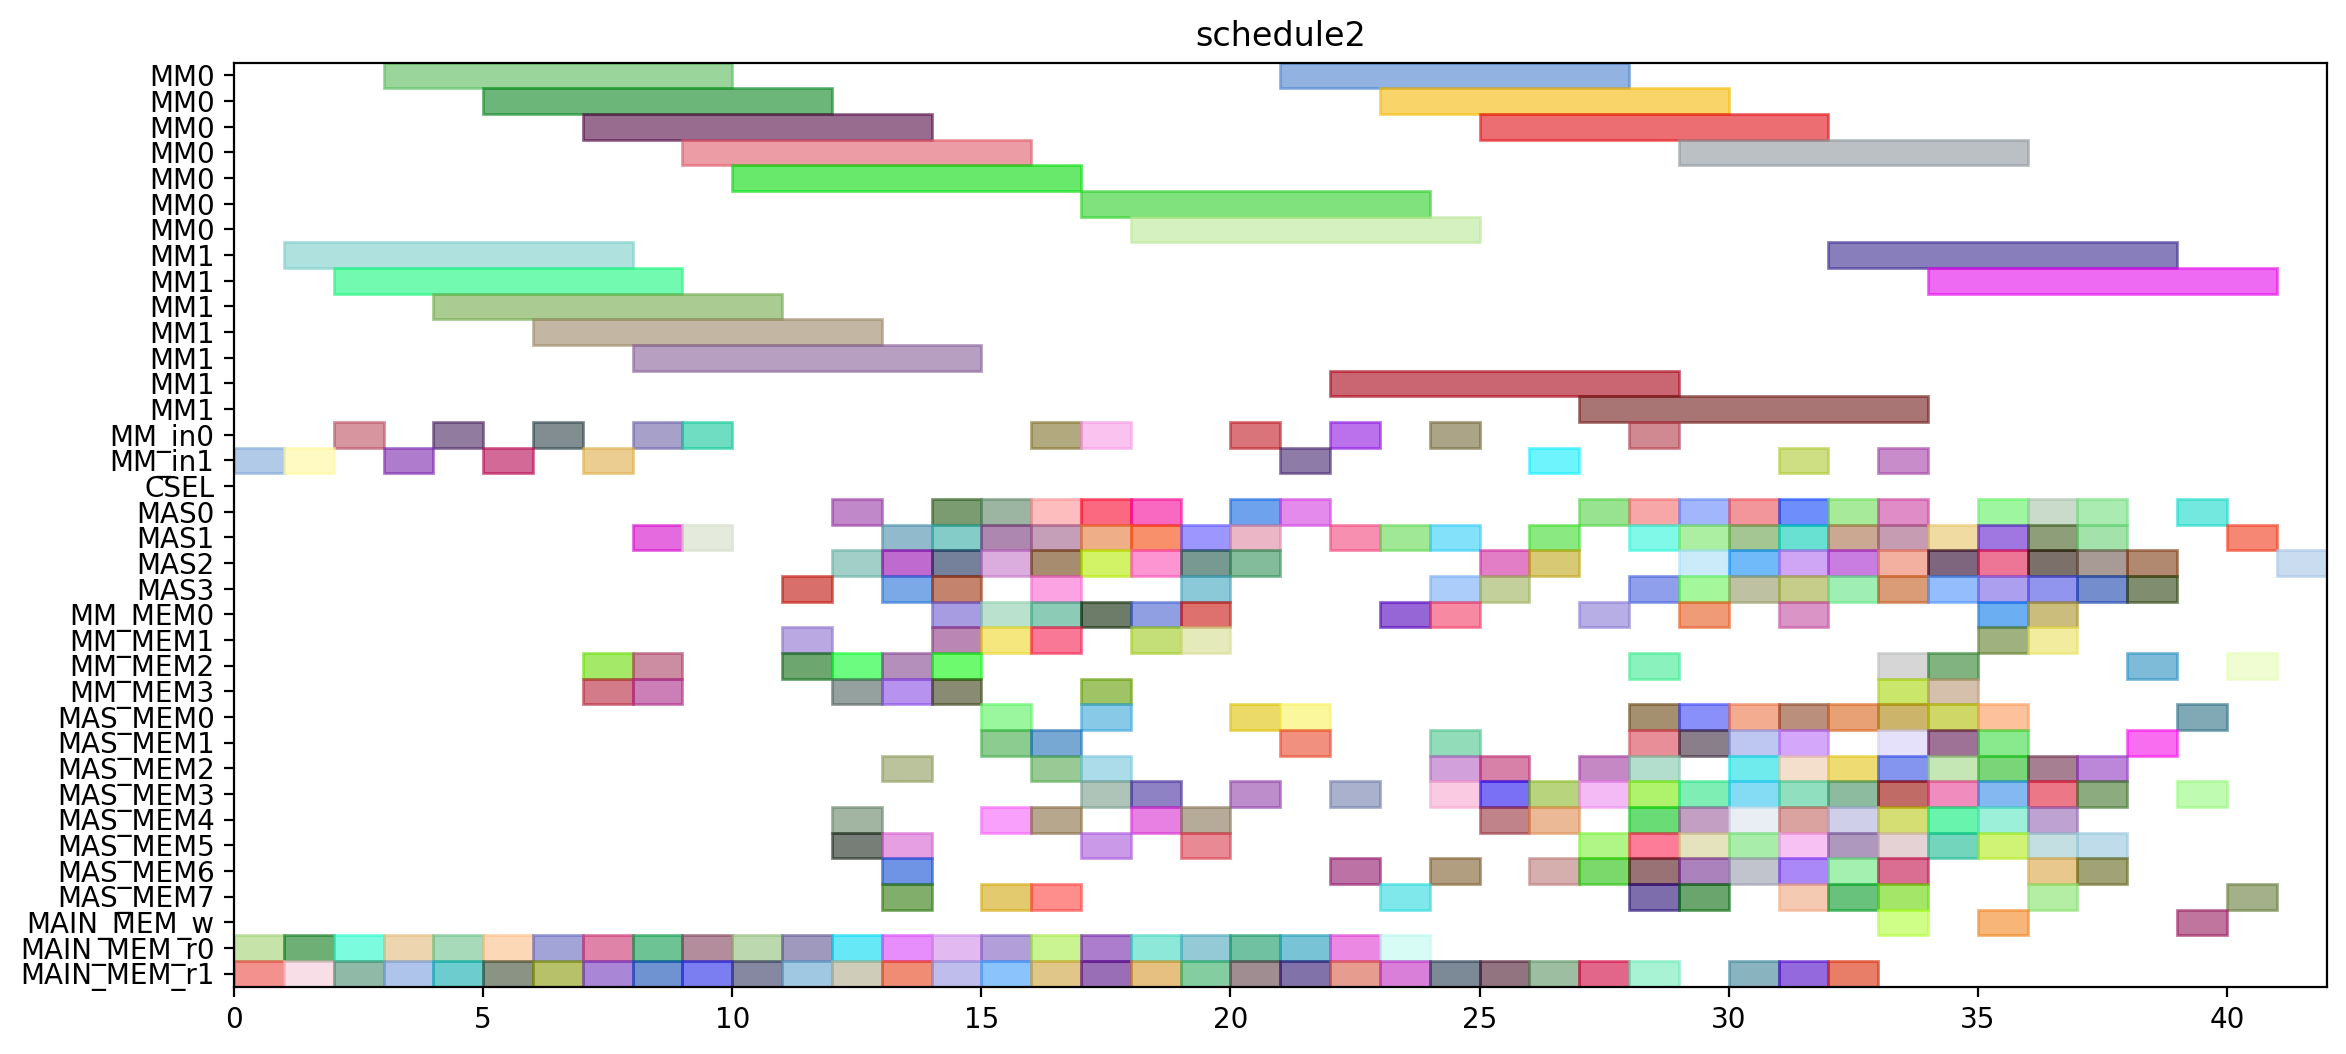 schedule2
MM0
MM0
MM0
MM0
MM0
MM0
MM0
MM1
MM1
MM1
MM1
MM1
MM1
MM1
MM_in0
MM_in1
CSEL
MAS0
MAS1
MAS2
MAS3
MM_MEM0
MM_MEM1
MM_MEM2
MM_MEM3
MAS_MEM0
MAS_MEM1
MAS_MEM2
MAS_MEM3
MAS_MEM4
MAS_MEM5
MAS_MEM6
MAS_MEM7
MAIN_MEM_w
MAIN_MEM_r0
MAIN_MEM_r1
0 5 10 15 20 25 30 35 40